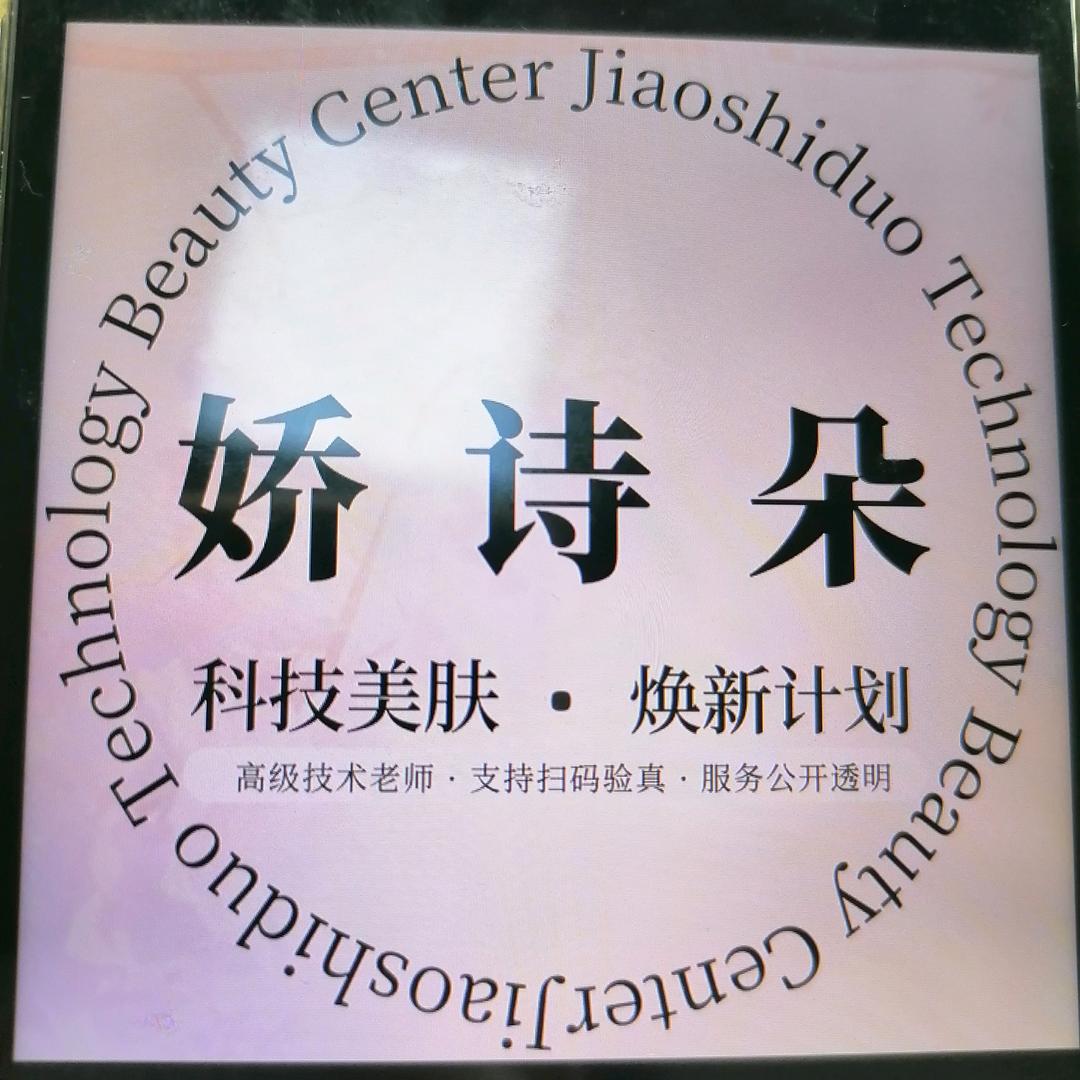 Jiaoshiduo Technology Beauty Center
Jiaoshiduo Technology Beauty Center
娇诗朵
科技美肤 · 焕新计划
高级技术老师 · 支持扫码验真 · 服务公开透明